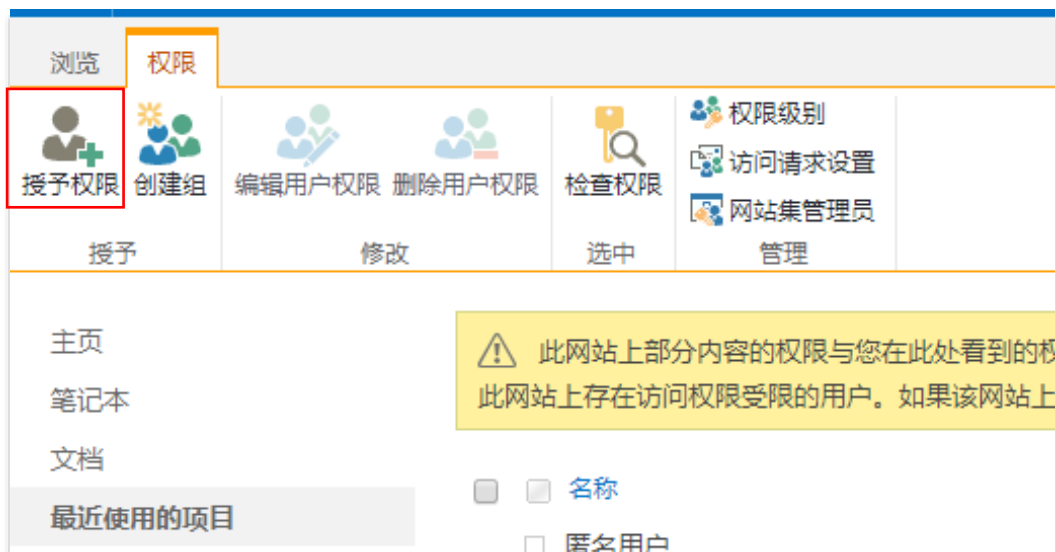 浏览 权限
授予权限 创建组 编辑用户权限 删除用户权限 检查权限 权限级别
访问请求设置
网站集管理员
授予 修改 选中 管理
主页
笔记本
文档
最近使用的项目
此网站上部分内容的权限与您在此处看到的权
此网站上存在访问权限受限的用户。如果该网站上
名称
匿名用户